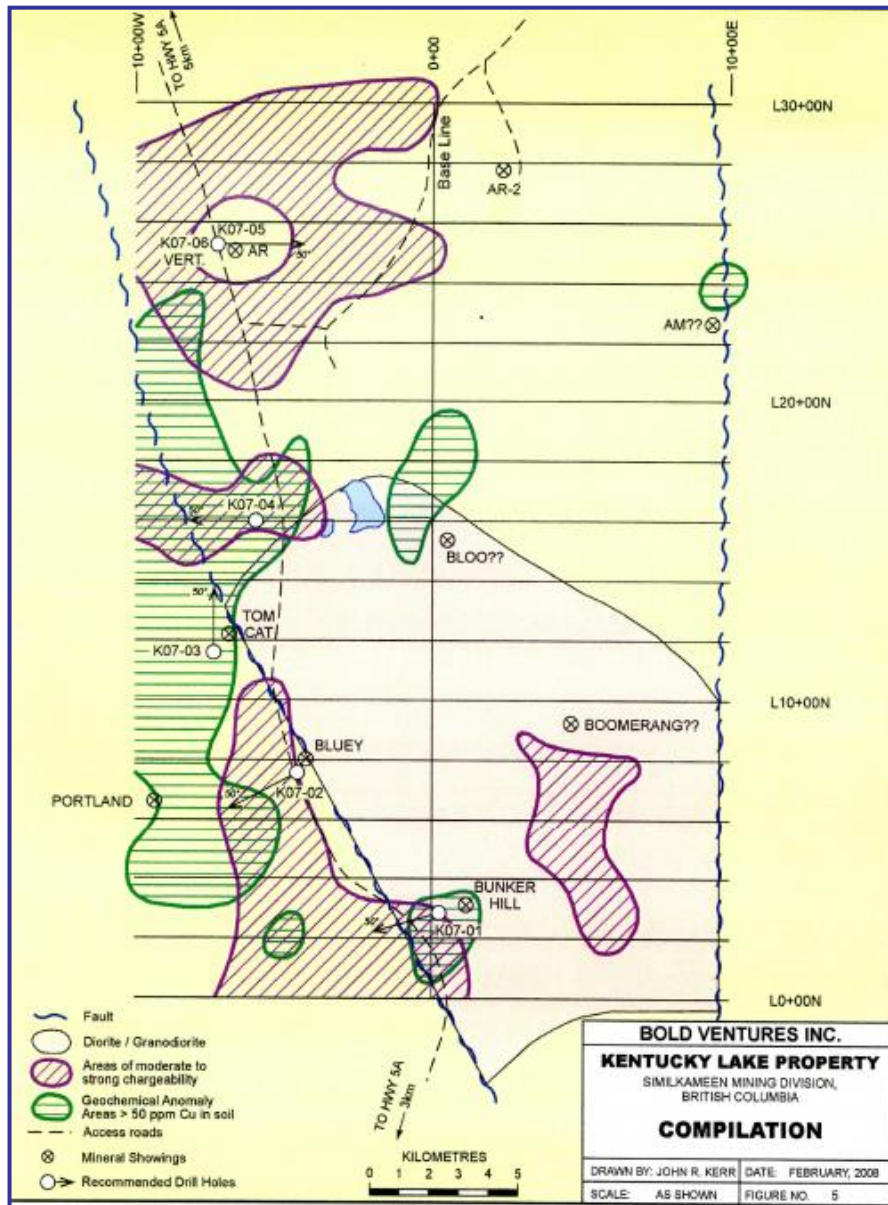 10+00W
TO HWY 5A
6km
0+00
10+00E
L30+00N
Base Line
AR-2
K07-05
K07-06
VERT.
AR
50°
AM??
L20+00N
K07-04
50°
BLOO??
50°
TOM
CAT
K07-03
L10+00N
BOOMERANG??
BLUEY
K07-02
50°
PORTLAND
BUNKER
HILL
50°
K07-01
L0+00N
Fault
Diorite / Granodiorite
Areas of moderate to
strong chargeability
Geochemical Anomaly
Areas > 50 ppm Cu in soil
Access roads
Mineral Showings
Recommended Drill Holes
TO HWY 5A
3km
KILOMETRES
0 1 2 3 4 5
BOLD VENTURES INC.
KENTUCKY LAKE PROPERTY
SIMILKAMEEN MINING DIVISION,
BRITISH COLUMBIA
COMPILATION
DRAWN BY: JOHN R. KERR DATE: FEBRUARY, 2008
SCALE: AS SHOWN FIGURE NO. 5